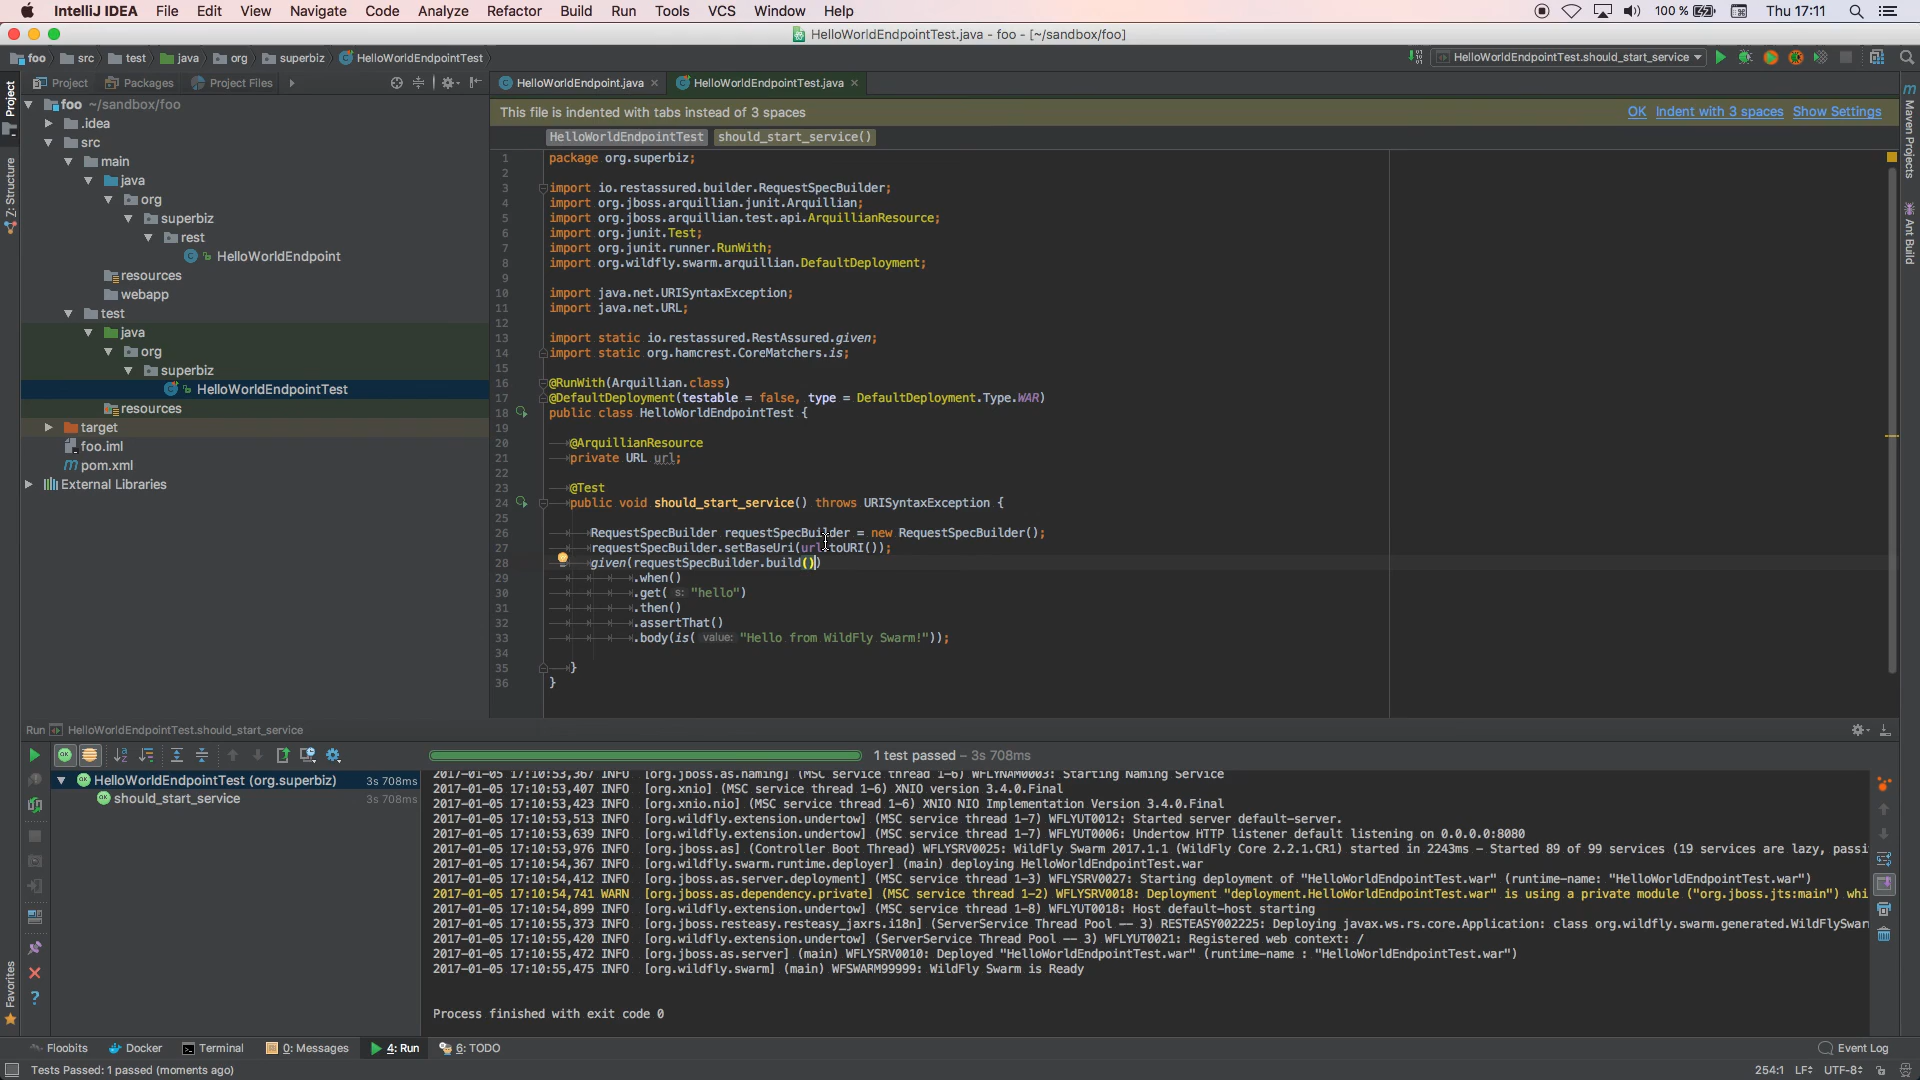 IntelliJ IDEA File Edit View Navigate Code Analyze Refactor Build Run Tools VCS Window Help 100 % Thu 17:11
HelloWorldEndpointTest.java - foo - [~/sandbox/foo]
foo src test java org superbiz HelloWorldEndpointTest HelloWorldEndpointTest.should_start_service
Project Packages Project Files
HelloWorldEndpoint.java HelloWorldEndpointTest.java
Project
Z: Structure
Favorites
Maven Projects
Ant Build
foo ~/sandbox/foo
.idea
src
main
java
org
superbiz
rest
HelloWorldEndpoint
resources
webapp
test
java
org
superbiz
HelloWorldEndpointTest
resources
target
foo.iml
pom.xml
External Libraries
This file is indented with tabs instead of 3 spaces OK Indent with 3 spaces Show Settings
HelloWorldEndpointTest should_start_service()
1 package org.superbiz;
2
3 import io.restassured.builder.RequestSpecBuilder;
4 import org.jboss.arquillian.junit.Arquillian;
5 import org.jboss.arquillian.test.api.ArquillianResource;
6 import org.junit.Test;
7 import org.junit.runner.RunWith;
8 import org.wildfly.swarm.arquillian.DefaultDeployment;
9
10 import java.net.URISyntaxException;
11 import java.net.URL;
12
13 import static io.restassured.RestAssured.given;
14 import static org.hamcrest.CoreMatchers.is;
15
16 @RunWith(Arquillian.class)
17 @DefaultDeployment(testable = false, type = DefaultDeployment.Type.WAR)
18 public class HelloWorldEndpointTest {
19
20 @ArquillianResource
21 private URL url;
22
23 @Test
24 public void should_start_service() throws URISyntaxException {
25
26 RequestSpecBuilder requestSpecBuilder = new RequestSpecBuilder();
27 requestSpecBuilder.setBaseUri(url.toURI());
28 given(requestSpecBuilder.build())
29 .when()
30 .get( s: "hello")
31 .then()
32 .assertThat()
33 .body(is( value: "Hello from WildFly Swarm!"));
34
35 }
36 }
Run HelloWorldEndpointTest.should_start_service
1 test passed – 3s 708ms
HelloWorldEndpointTest (org.superbiz) 3s 708ms
should_start_service 3s 708ms
2017-01-05 17:10:53,367 INFO [org.jboss.as.naming] (MSC service thread 1-6) WFLYNAM0003: Starting Naming Service
2017-01-05 17:10:53,407 INFO [org.xnio] (MSC service thread 1-6) XNIO version 3.4.0.Final
2017-01-05 17:10:53,423 INFO [org.xnio.nio] (MSC service thread 1-6) XNIO NIO Implementation Version 3.4.0.Final
2017-01-05 17:10:53,513 INFO [org.wildfly.extension.undertow] (MSC service thread 1-7) WFLYUT0012: Started server default-server.
2017-01-05 17:10:53,639 INFO [org.wildfly.extension.undertow] (MSC service thread 1-7) WFLYUT0006: Undertow HTTP listener default listening on 0.0.0.0:8080
2017-01-05 17:10:53,976 INFO [org.jboss.as] (Controller Boot Thread) WFLYSRV0025: WildFly Swarm 2017.1.1 (WildFly Core 2.2.1.CR1) started in 2243ms - Started 89 of 99 services (19 services are lazy, passi
2017-01-05 17:10:54,367 INFO [org.wildfly.swarm.runtime.deployer] (main) deploying HelloWorldEndpointTest.war
2017-01-05 17:10:54,412 INFO [org.jboss.as.server.deployment] (MSC service thread 1-3) WFLYSRV0027: Starting deployment of "HelloWorldEndpointTest.war" (runtime-name: "HelloWorldEndpointTest.war")
2017-01-05 17:10:54,741 WARN [org.jboss.as.dependency.private] (MSC service thread 1-2) WFLYSRV0018: Deployment "deployment.HelloWorldEndpointTest.war" is using a private module ("org.jboss.jts:main") whi
2017-01-05 17:10:54,899 INFO [org.wildfly.extension.undertow] (MSC service thread 1-8) WFLYUT0018: Host default-host starting
2017-01-05 17:10:55,373 INFO [org.jboss.resteasy.resteasy_jaxrs.i18n] (ServerService Thread Pool -- 3) RESTEASY002225: Deploying javax.ws.rs.core.Application: class org.wildfly.swarm.generated.WildFlySwar
2017-01-05 17:10:55,420 INFO [org.wildfly.extension.undertow] (ServerService Thread Pool -- 3) WFLYUT0021: Registered web context: /
2017-01-05 17:10:55,472 INFO [org.jboss.as.server] (main) WFLYSRV0010: Deployed "HelloWorldEndpointTest.war" (runtime-name : "HelloWorldEndpointTest.war")
2017-01-05 17:10:55,475 INFO [org.wildfly.swarm] (main) WFSWARM99999: WildFly Swarm is Ready
Process finished with exit code 0
Floobits Docker Terminal 0: Messages 4: Run 6: TODO Event Log
Tests Passed: 1 passed (moments ago) 254:1 LF UTF-8